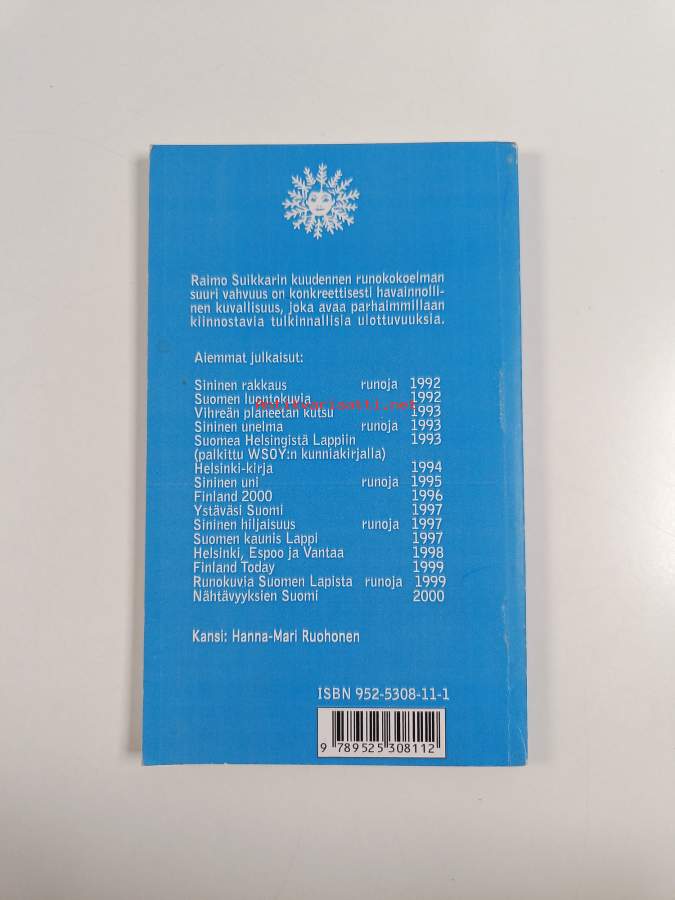 Raimo Suikkarin kuudennen runokokoelman
suuri vahvuus on konkreettisesti havainnolli-
nen kuvallisuus, joka avaa parhaimmillaan
kiinnostavia tulkinnallisia ulottuvuuksia.
Aiemmat julkaisut:
Sininen rakkaus runoja 1992
Suomen luontokuvia 1992
Antikvariaatti.net
Vihreän planeetan kutsu 1993
Sininen unelma runoja 1993
Suomea Helsingistä Lappiin 1993
(palkittu WSOY:n kunniakirjalla)
Helsinki-kirja 1994
Sininen uni runoja 1995
Finland 2000 1996
Ystäväsi Suomi 1997
Sininen hiljaisuus runoja 1997
Suomen kaunis Lappi 1997
Helsinki, Espoo ja Vantaa 1998
Finland Today 1999
Runokuvia Suomen Lapista runoja 1999
Nähtävyyksien Suomi 2000
Kansi: Hanna-Mari Ruohonen
ISBN 952-5308-11-1
9 789525 308112